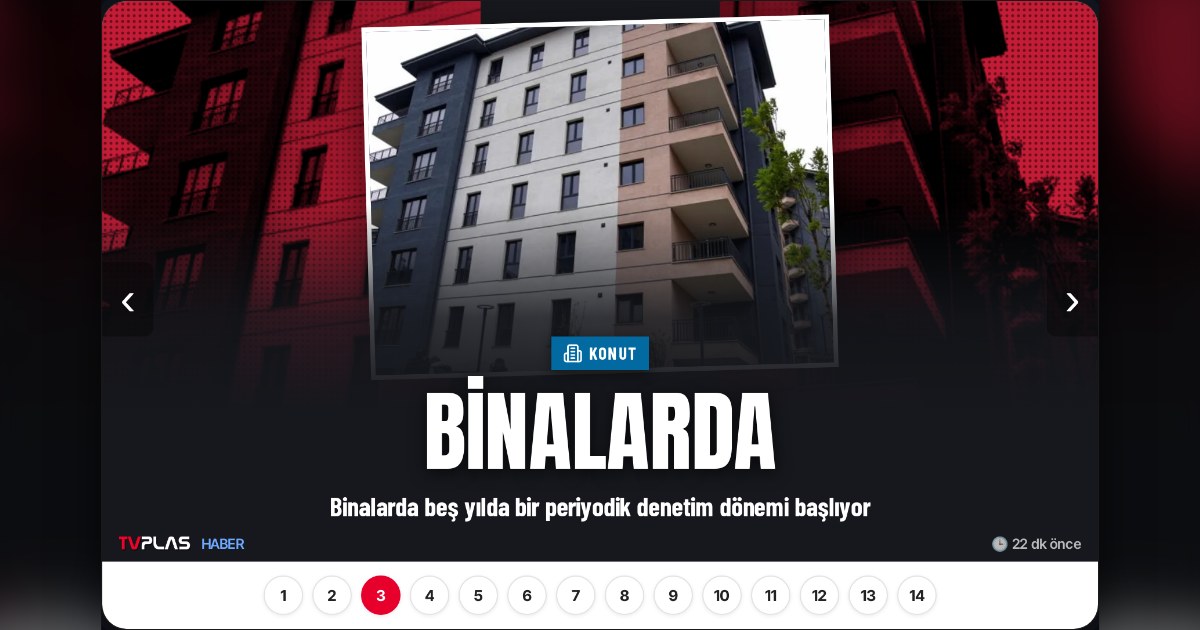 KONUT
BİNALARDA
Binalarda beş yılda bir periyodik denetim dönemi başlıyor
TVPLAS HABER
22 dk önce
1 2 3 4 5 6 7 8 9 10 11 12 13 14